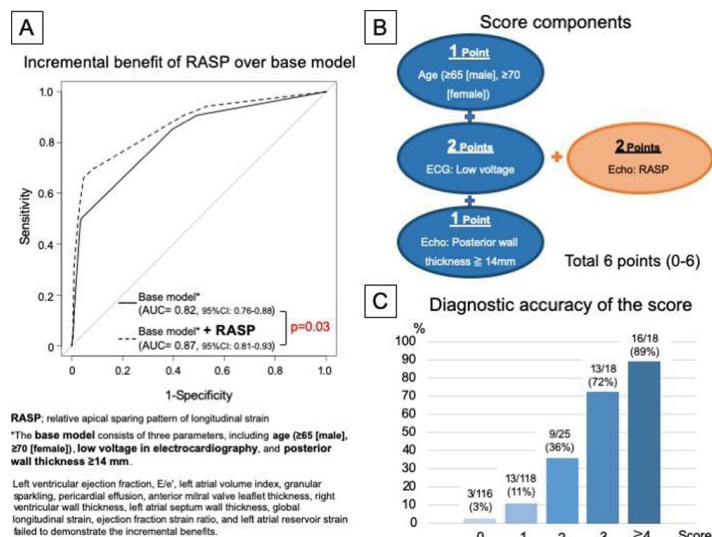 A
Incremental benefit of RASP over base model
1.0
0.8
0.6
0.4
0.2
0
Sensitivity
Base model*
(AUC= 0.82, 95%CI: 0.76-0.88)
Base model* + RASP
(AUC= 0.87, 95%CI: 0.81-0.93)
p=0.03
0 0.2 0.4 0.6 0.8 1.0
1-Specificity
RASP; relative apical sparing pattern of longitudinal strain
*The base model consists of three parameters, including age (≥65 [male],
≥70 [female]), low voltage in electrocardiography, and posterior
wall thickness ≥14 mm.
Left ventricular ejection fraction, E/e', left atrial volume index, granular
sparkling, pericardial effusion, anterior mitral valve leaflet thickness, right
ventricular wall thickness, left atrial septum wall thickness, global
longitudinal strain, ejection fraction strain ratio, and left atrial reservoir strain
failed to demonstrate the incremental benefits.
B
Score components
1 Point
Age (≥65 [male], ≥70
[female])
+
2 Points
ECG: Low voltage
+
2 Points
Echo: RASP
+
1 Point
Echo: Posterior wall
thickness ≧ 14mm
Total 6 points (0-6)
C
Diagnostic accuracy of the score
%
100
90
80
70
60
50
40
30
20
10
0
3/116
(3%)
13/118
(11%)
9/25
(36%)
13/18
(72%)
16/18
(89%)
0 1 2 3 ≥4 Score